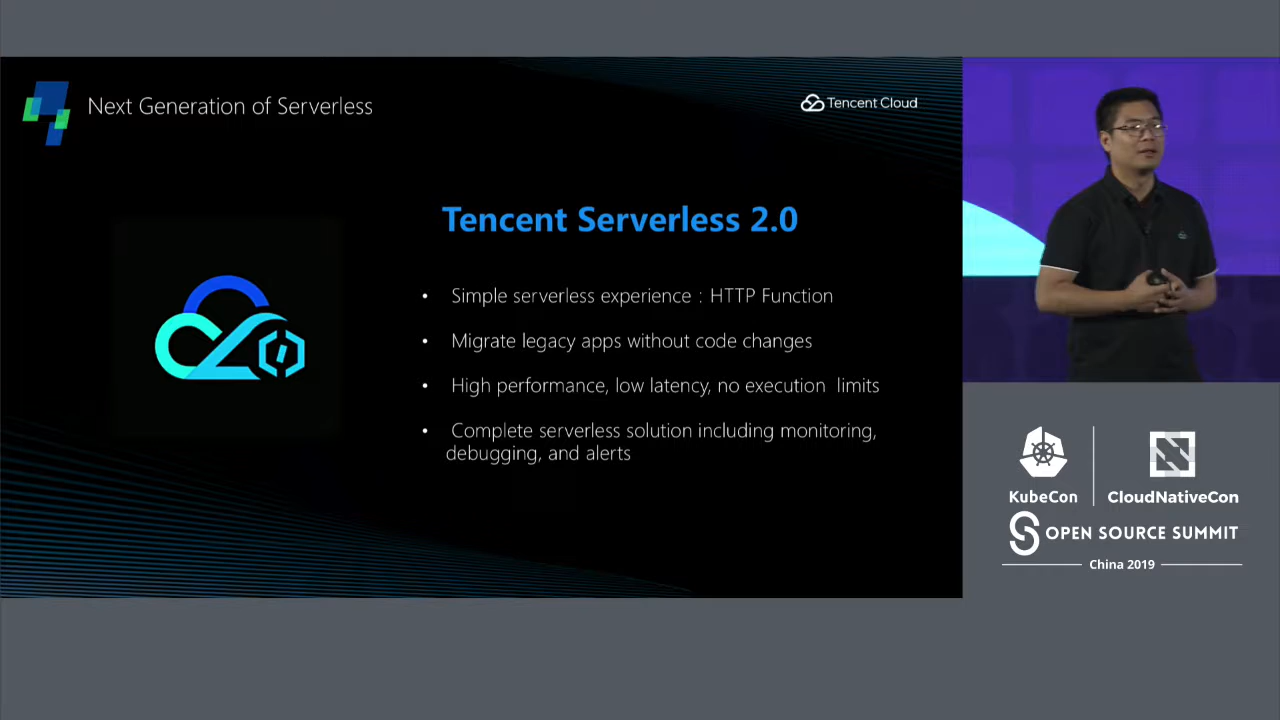 Next Generation of Serverless
Tencent Cloud
Tencent Serverless 2.0
• Simple serverless experience : HTTP Function
• Migrate legacy apps without code changes
• High performance, low latency, no execution limits
• Complete serverless solution including monitoring,
debugging, and alerts
KubeCon
CloudNativeCon
OPEN SOURCE SUMMIT
China 2019